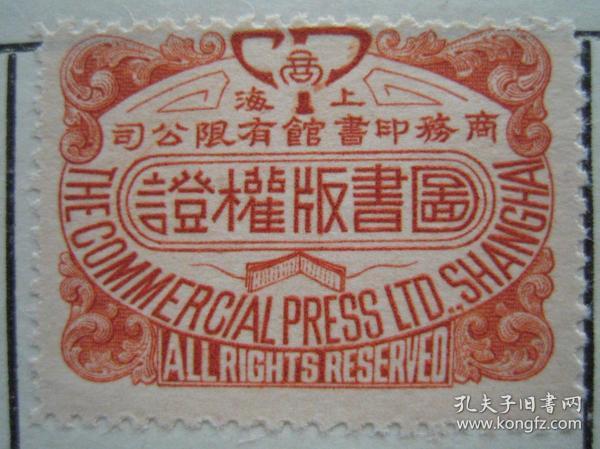 上海
商務印書館有限公司
圖書版權證
THE COMMERCIAL PRESS LTD., SHANGHAI
ALL RIGHTS RESERVED
孔夫子旧书网
www.kongfz.com